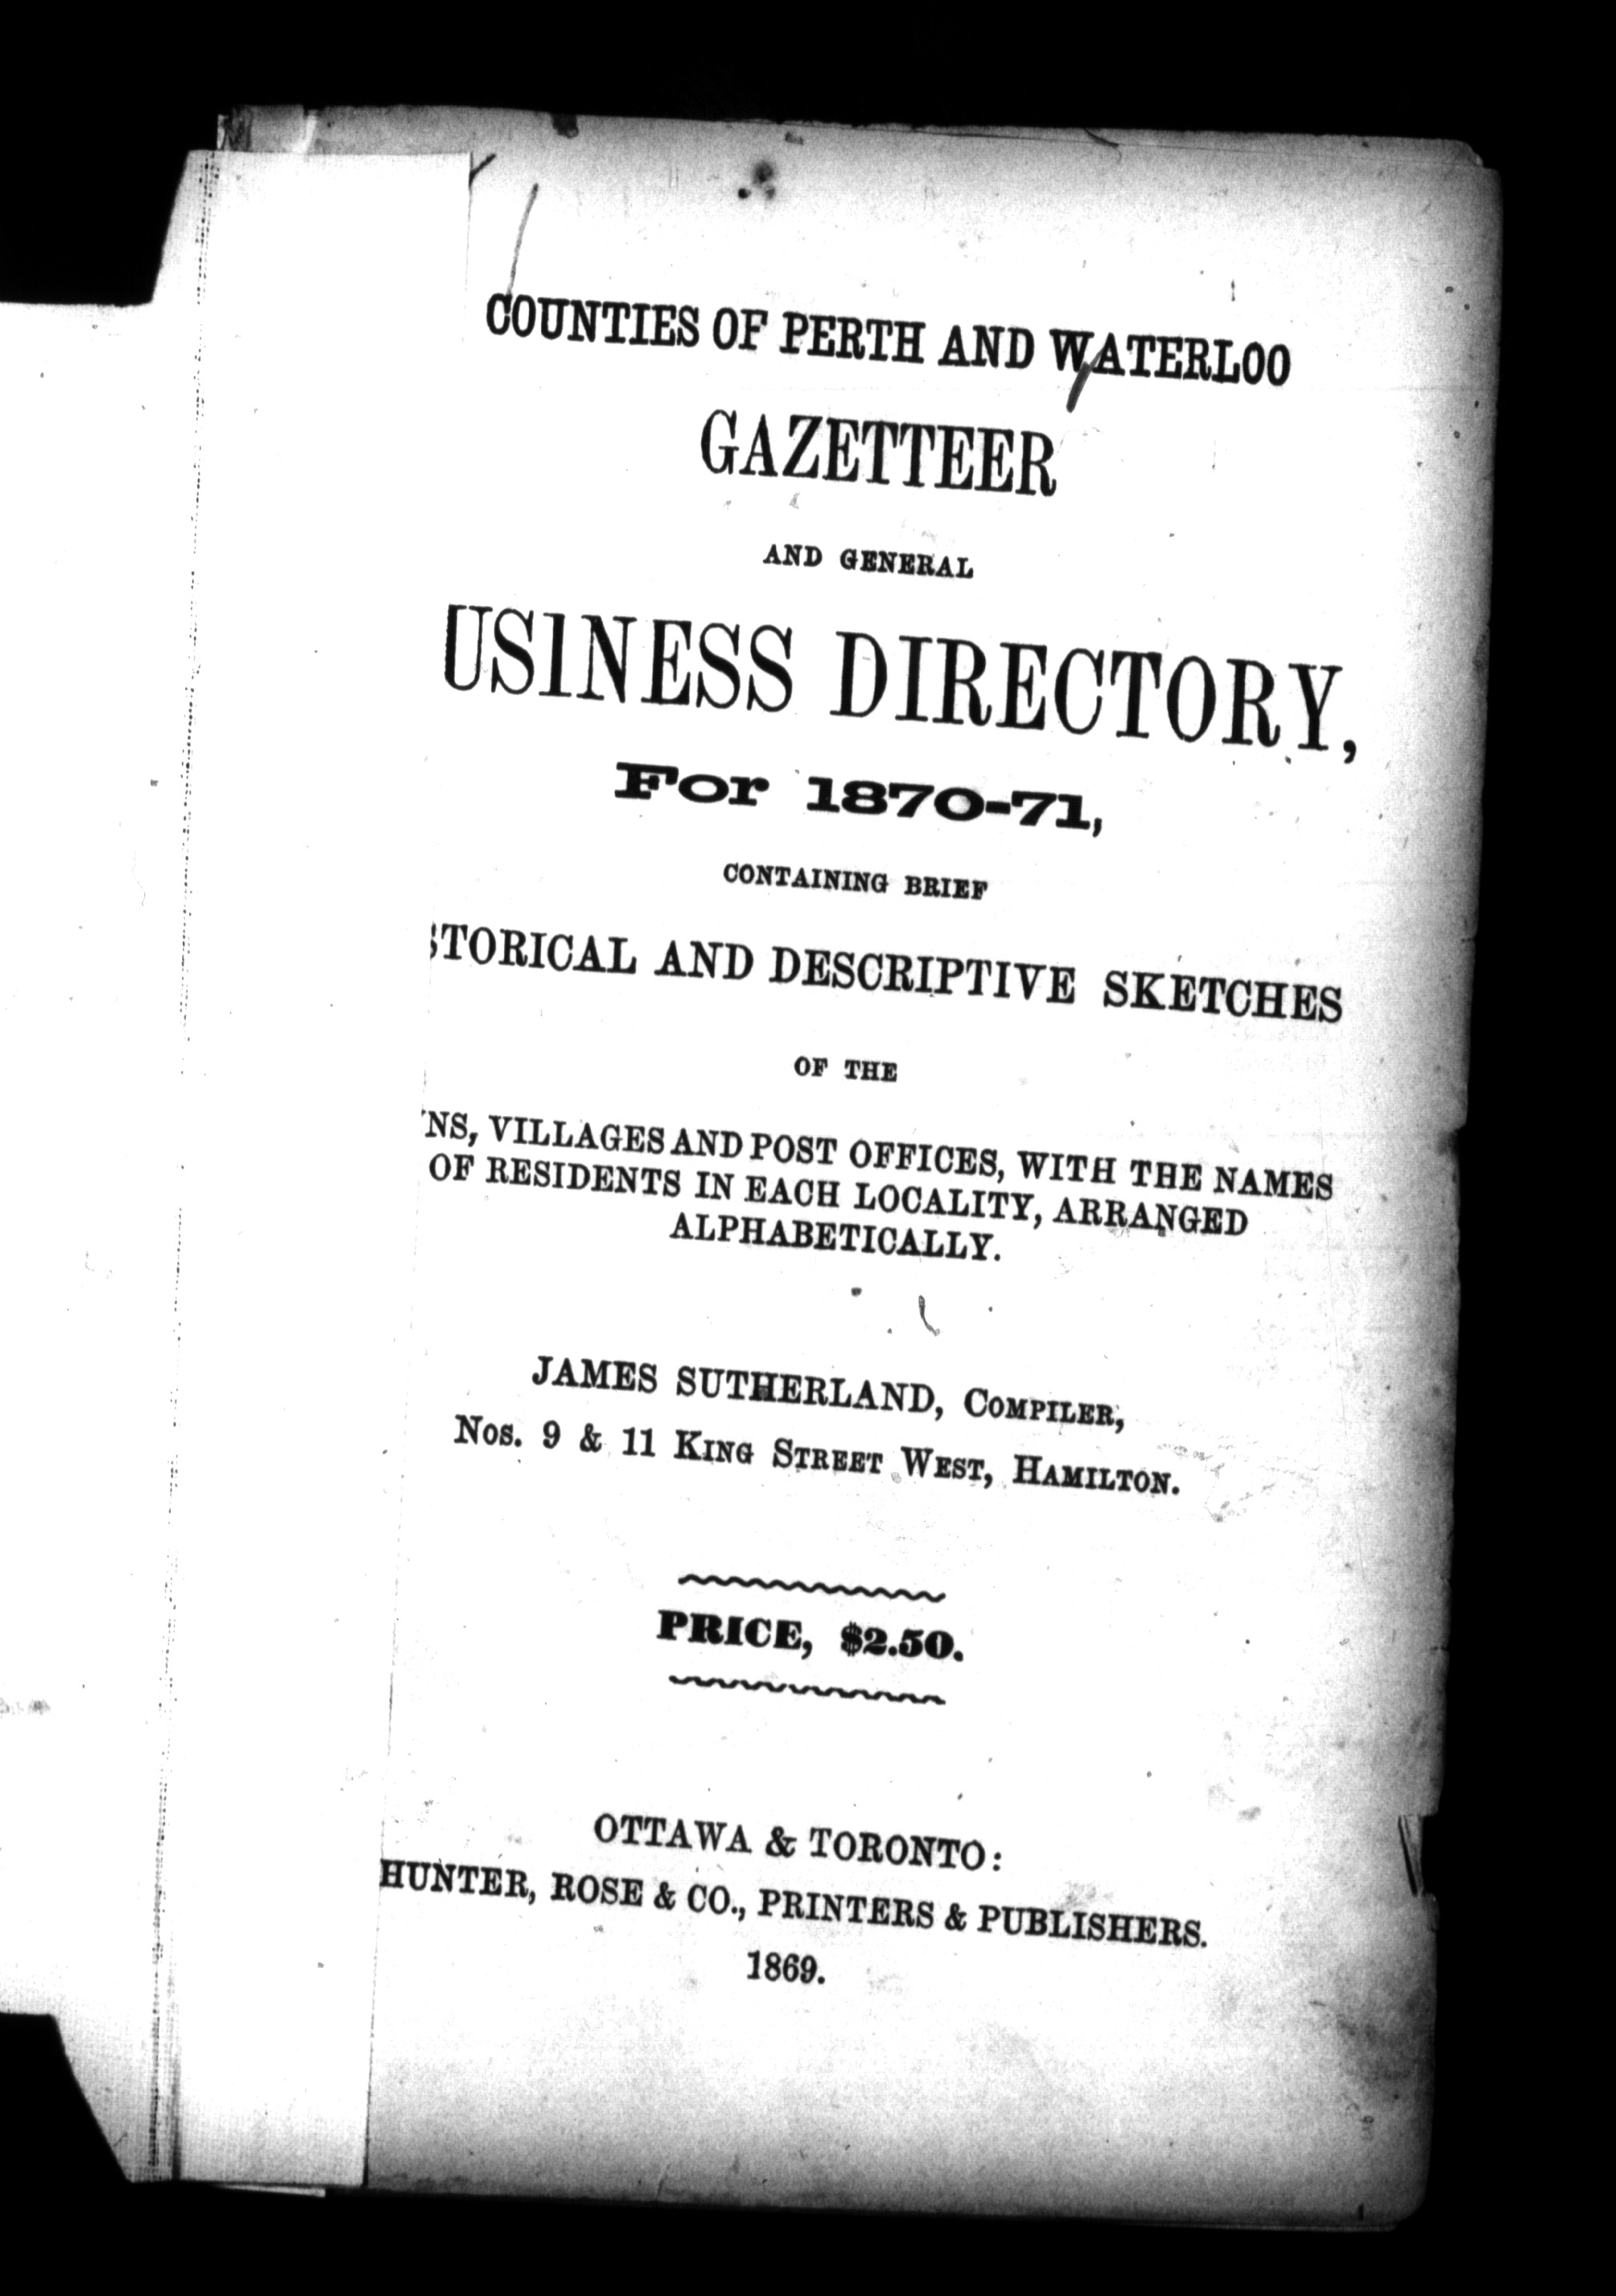 COUNTIES OF PERTH AND WATERLOO
GAZETTEER
AND GENERAL
USINESS DIRECTORY,
For 1870-71,
CONTAINING BRIEF
STORICAL AND DESCRIPTIVE SKETCHES
OF THE
NS, VILLAGES AND POST OFFICES, WITH THE NAMES
OF RESIDENTS IN EACH LOCALITY, ARRANGED
ALPHABETICALLY.
JAMES SUTHERLAND, COMPILER,
Nos. 9 & 11 KING STREET WEST, HAMILTON.
PRICE, $2.50.
OTTAWA & TORONTO:
HUNTER, ROSE & CO., PRINTERS & PUBLISHERS.
1869.